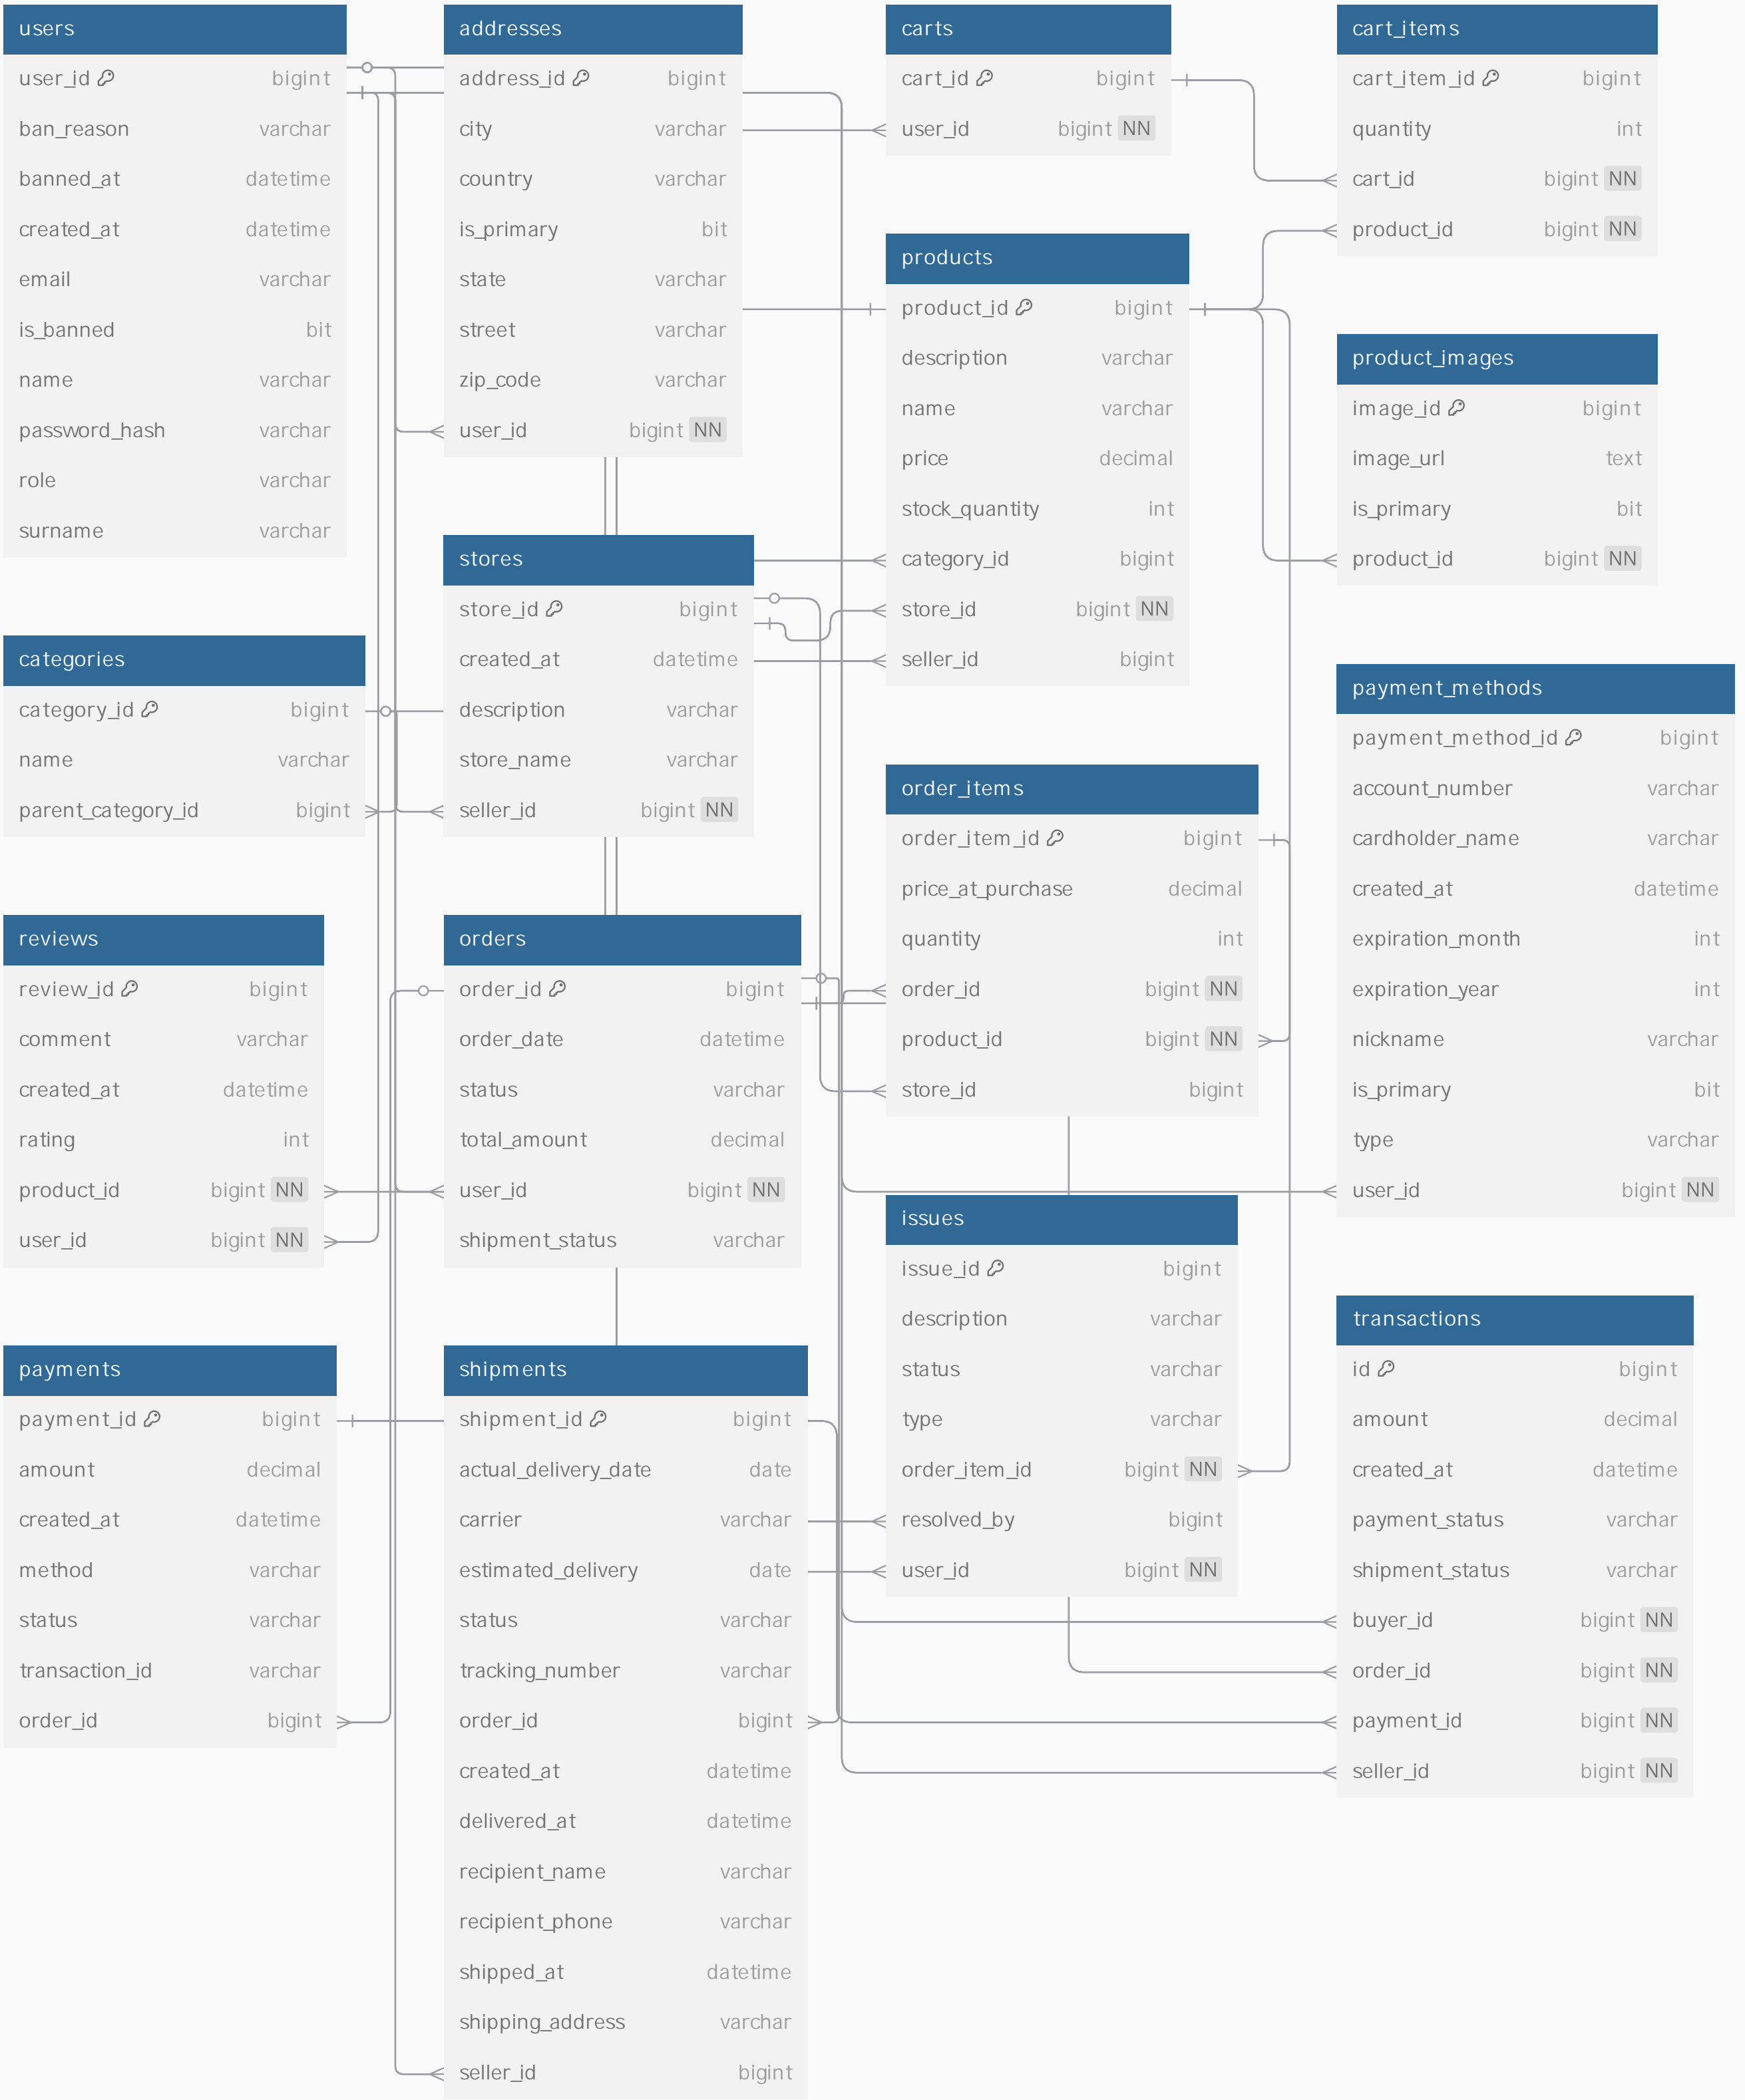 users
user_id bigint
ban_reason varchar
banned_at datetime
created_at datetime
email varchar
is_banned bit
name varchar
password_hash varchar
role varchar
surname varchar
categories
category_id bigint
name varchar
parent_category_id bigint
reviews
review_id bigint
comment varchar
created_at datetime
rating int
product_id bigint NN
user_id bigint NN
payments
payment_id bigint
amount decimal
created_at datetime
method varchar
status varchar
transaction_id varchar
order_id bigint
addresses
address_id bigint
city varchar
country varchar
is_primary bit
state varchar
street varchar
zip_code varchar
user_id bigint NN
stores
store_id bigint
created_at datetime
description varchar
store_name varchar
seller_id bigint NN
orders
order_id bigint
order_date datetime
status varchar
total_amount decimal
user_id bigint NN
shipment_status varchar
shipments
shipment_id bigint
actual_delivery_date date
carrier varchar
estimated_delivery date
status varchar
tracking_number varchar
order_id bigint
created_at datetime
delivered_at datetime
recipient_name varchar
recipient_phone varchar
shipped_at datetime
shipping_address varchar
seller_id bigint
carts
cart_id bigint
user_id bigint NN
products
product_id bigint
description varchar
name varchar
price decimal
stock_quantity int
category_id bigint
store_id bigint NN
seller_id bigint
order_items
order_item_id bigint
price_at_purchase decimal
quantity int
order_id bigint NN
product_id bigint NN
store_id bigint
issues
issue_id bigint
description varchar
status varchar
type varchar
order_item_id bigint NN
resolved_by bigint
user_id bigint NN
cart_items
cart_item_id bigint
quantity int
cart_id bigint NN
product_id bigint NN
product_images
image_id bigint
image_url text
is_primary bit
product_id bigint NN
payment_methods
payment_method_id bigint
account_number varchar
cardholder_name varchar
created_at datetime
expiration_month int
expiration_year int
nickname varchar
is_primary bit
type varchar
user_id bigint NN
transactions
id bigint
amount decimal
created_at datetime
payment_status varchar
shipment_status varchar
buyer_id bigint NN
order_id bigint NN
payment_id bigint NN
seller_id bigint NN